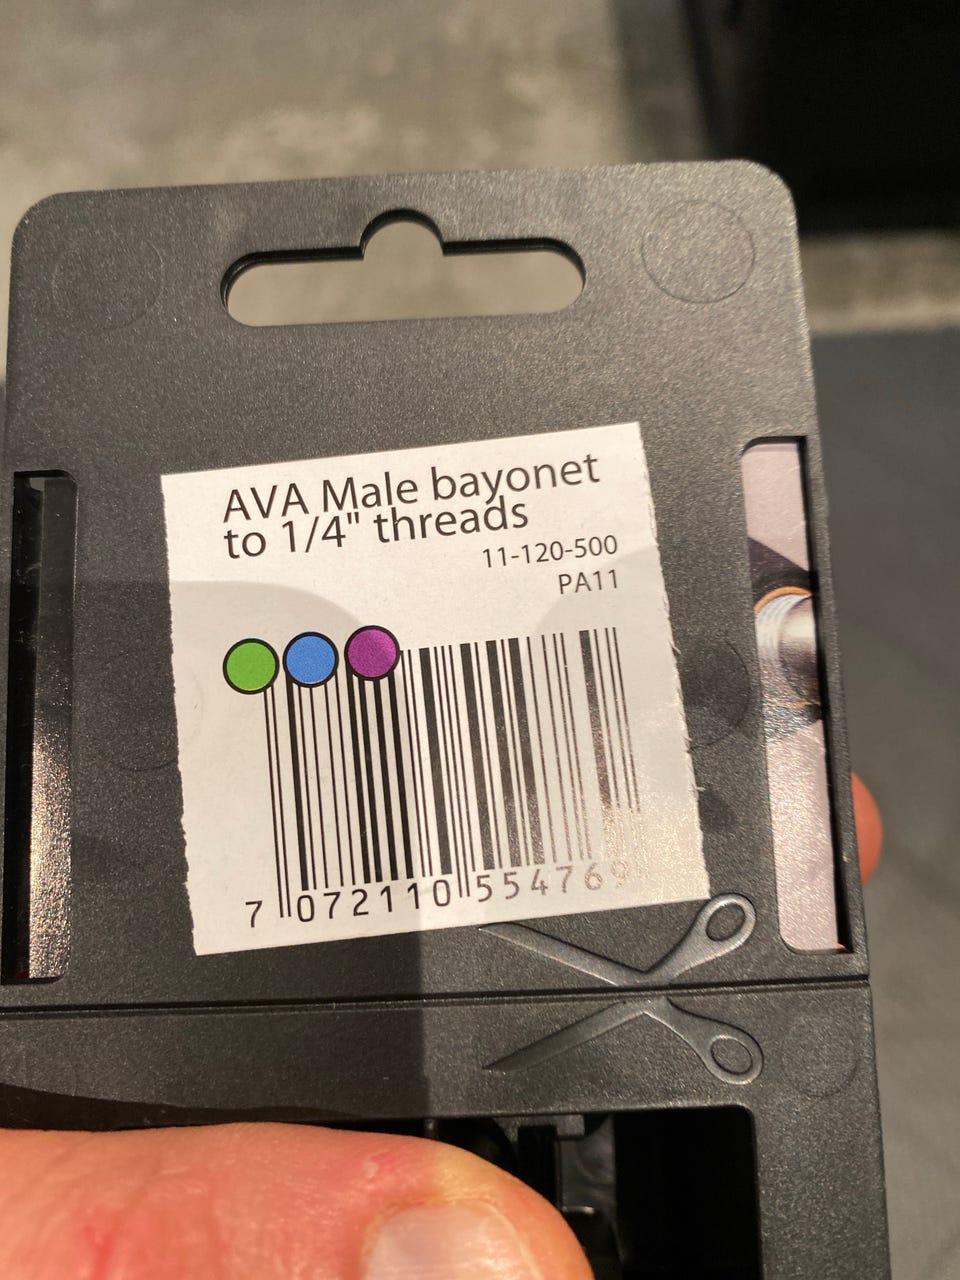 AVA Male bayonet
to 1/4" threads
11-120-500
PA11
7 072110 554769